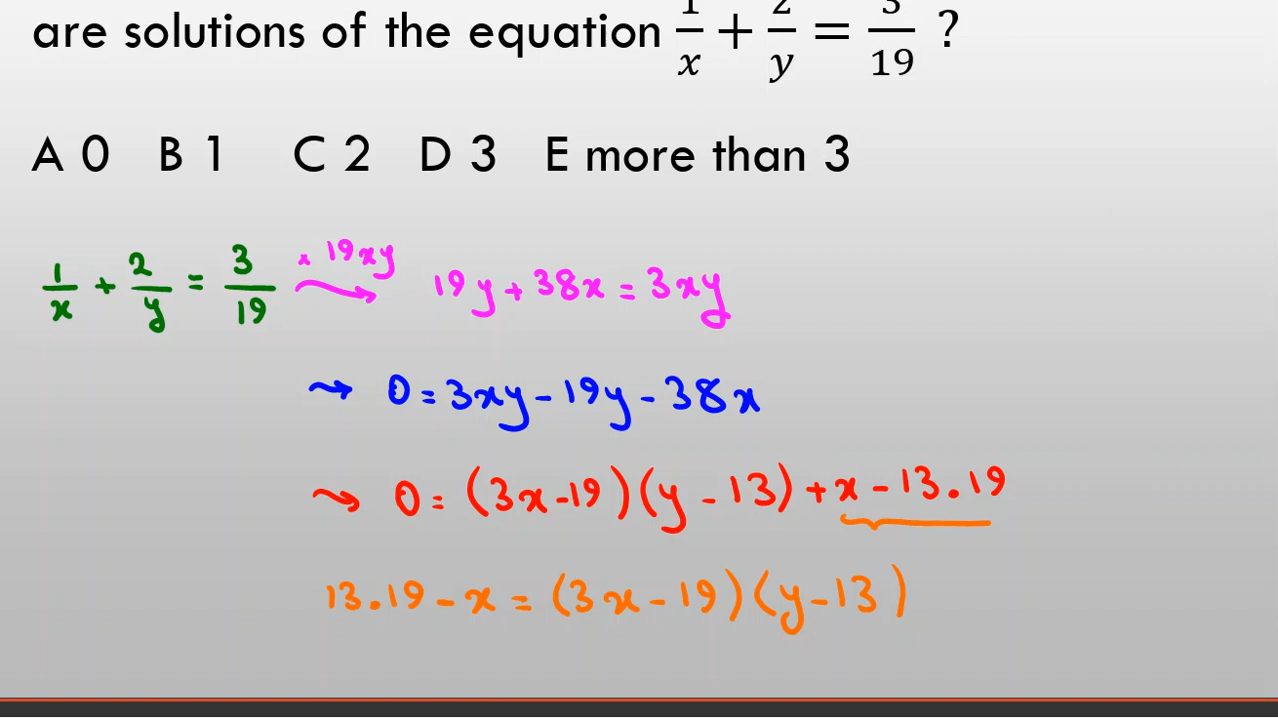 are solutions of the equation 1/x + 2/y = 3/19 ?
A 0 B 1 C 2 D 3 E more than 3
1/x + 2/y = 3/19 × 19xy 19y + 38x = 3xy
⇝ 0 = 3xy - 19y - 38x
⇝ 0 = (3x - 19)(y - 13) + x - 13.19
13.19 - x = (3x - 19)(y - 13)